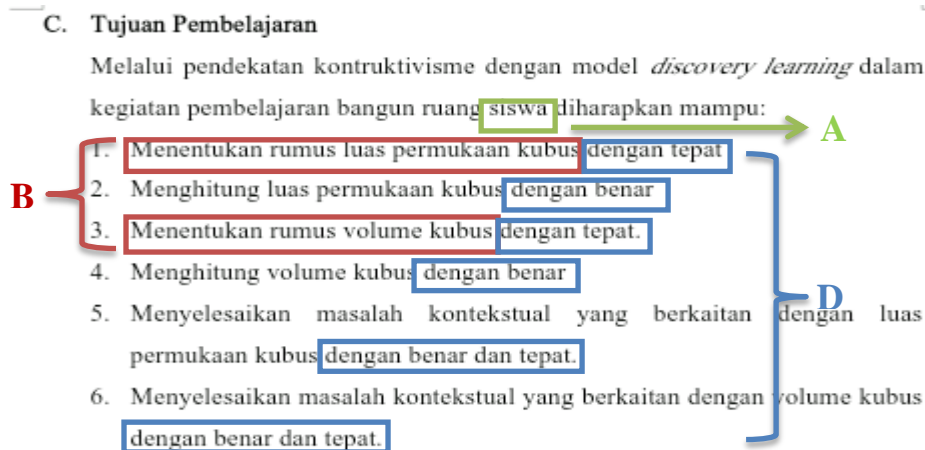 C. Tujuan Pembelajaran
Melalui pendekatan kontruktivisme dengan model discovery learning dalam
kegiatan pembelajaran bangun ruang siswa diharapkan mampu:
A
1. Menentukan rumus luas permukaan kubus dengan tepat
B
2. Menghitung luas permukaan kubus dengan benar
3. Menentukan rumus volume kubus dengan tepat.
4. Menghitung volume kubus dengan benar
D
5. Menyelesaikan masalah kontekstual yang berkaitan dengan luas
permukaan kubus dengan benar dan tepat.
6. Menyelesaikan masalah kontekstual yang berkaitan dengan volume kubus
dengan benar dan tepat.